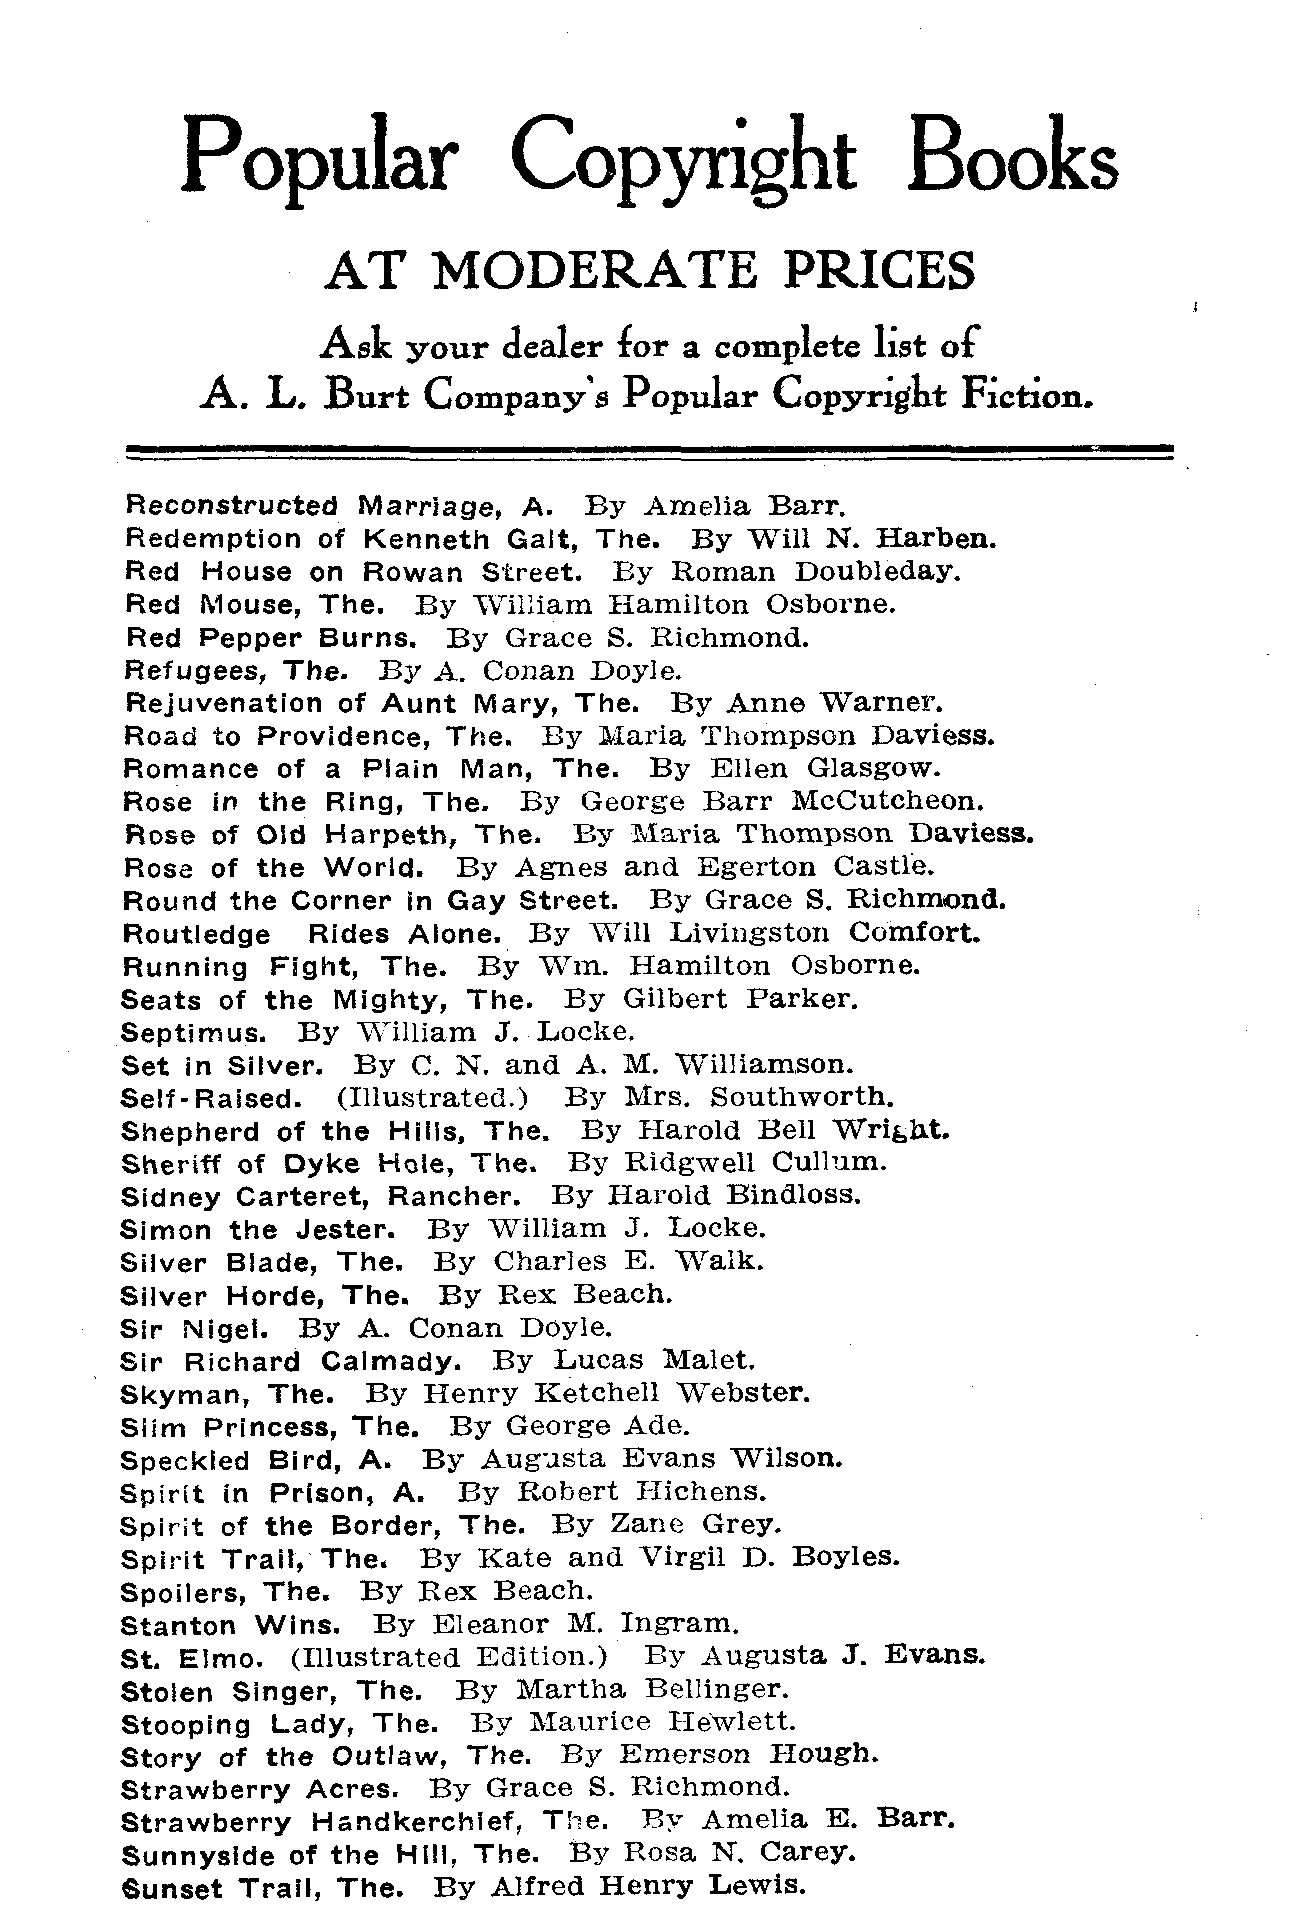 Popular Copyright Books
AT MODERATE PRICES
Ask your dealer for a complete list of
A. L. Burt Company's Popular Copyright Fiction.
Reconstructed Marriage, A. By Amelia Barr.
Redemption of Kenneth Galt, The. By Will N. Harben.
Red House on Rowan Street. By Roman Doubleday.
Red Mouse, The. By William Hamilton Osborne.
Red Pepper Burns. By Grace S. Richmond.
Refugees, The. By A. Conan Doyle.
Rejuvenation of Aunt Mary, The. By Anne Warner.
Road to Providence, The. By Maria Thompson Daviess.
Romance of a Plain Man, The. By Ellen Glasgow.
Rose in the Ring, The. By George Barr McCutcheon.
Rose of Old Harpeth, The. By Maria Thompson Daviess.
Rose of the World. By Agnes and Egerton Castle.
Round the Corner in Gay Street. By Grace S. Richmond.
Routledge Rides Alone. By Will Livingston Comfort.
Running Fight, The. By Wm. Hamilton Osborne.
Seats of the Mighty, The. By Gilbert Parker.
Septimus. By William J. Locke.
Set in Silver. By C. N. and A. M. Williamson.
Self-Raised. (Illustrated.) By Mrs. Southworth.
Shepherd of the Hills, The. By Harold Bell Wright.
Sheriff of Dyke Hole, The. By Ridgwell Cullum.
Sidney Carteret, Rancher. By Harold Bindloss.
Simon the Jester. By William J. Locke.
Silver Blade, The. By Charles E. Walk.
Silver Horde, The. By Rex Beach.
Sir Nigel. By A. Conan Doyle.
Sir Richard Calmady. By Lucas Malet.
Skyman, The. By Henry Ketchell Webster.
Slim Princess, The. By George Ade.
Speckled Bird, A. By Augusta Evans Wilson.
Spirit in Prison, A. By Robert Hichens.
Spirit of the Border, The. By Zane Grey.
Spirit Trail, The. By Kate and Virgil D. Boyles.
Spoilers, The. By Rex Beach.
Stanton Wins. By Eleanor M. Ingram.
St. Elmo. (Illustrated Edition.) By Augusta J. Evans.
Stolen Singer, The. By Martha Bellinger.
Stooping Lady, The. By Maurice Hewlett.
Story of the Outlaw, The. By Emerson Hough.
Strawberry Acres. By Grace S. Richmond.
Strawberry Handkerchief, The. By Amelia E. Barr.
Sunnyside of the Hill, The. By Rosa N. Carey.
Sunset Trail, The. By Alfred Henry Lewis.